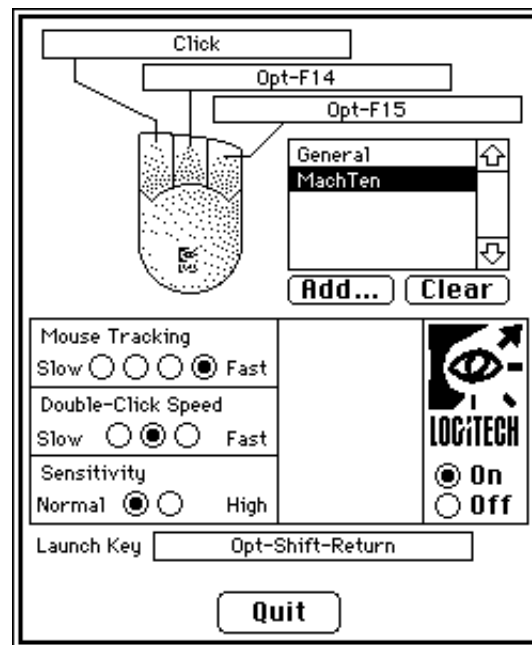 Click
Opt-F14
Opt-F15
General
MachTen
Add... Clear
Mouse Tracking
Slow Fast
Double-Click Speed
Slow Fast
Sensitivity
Normal High
LOGITECH
On
Off
Launch Key Opt-Shift-Return
Quit